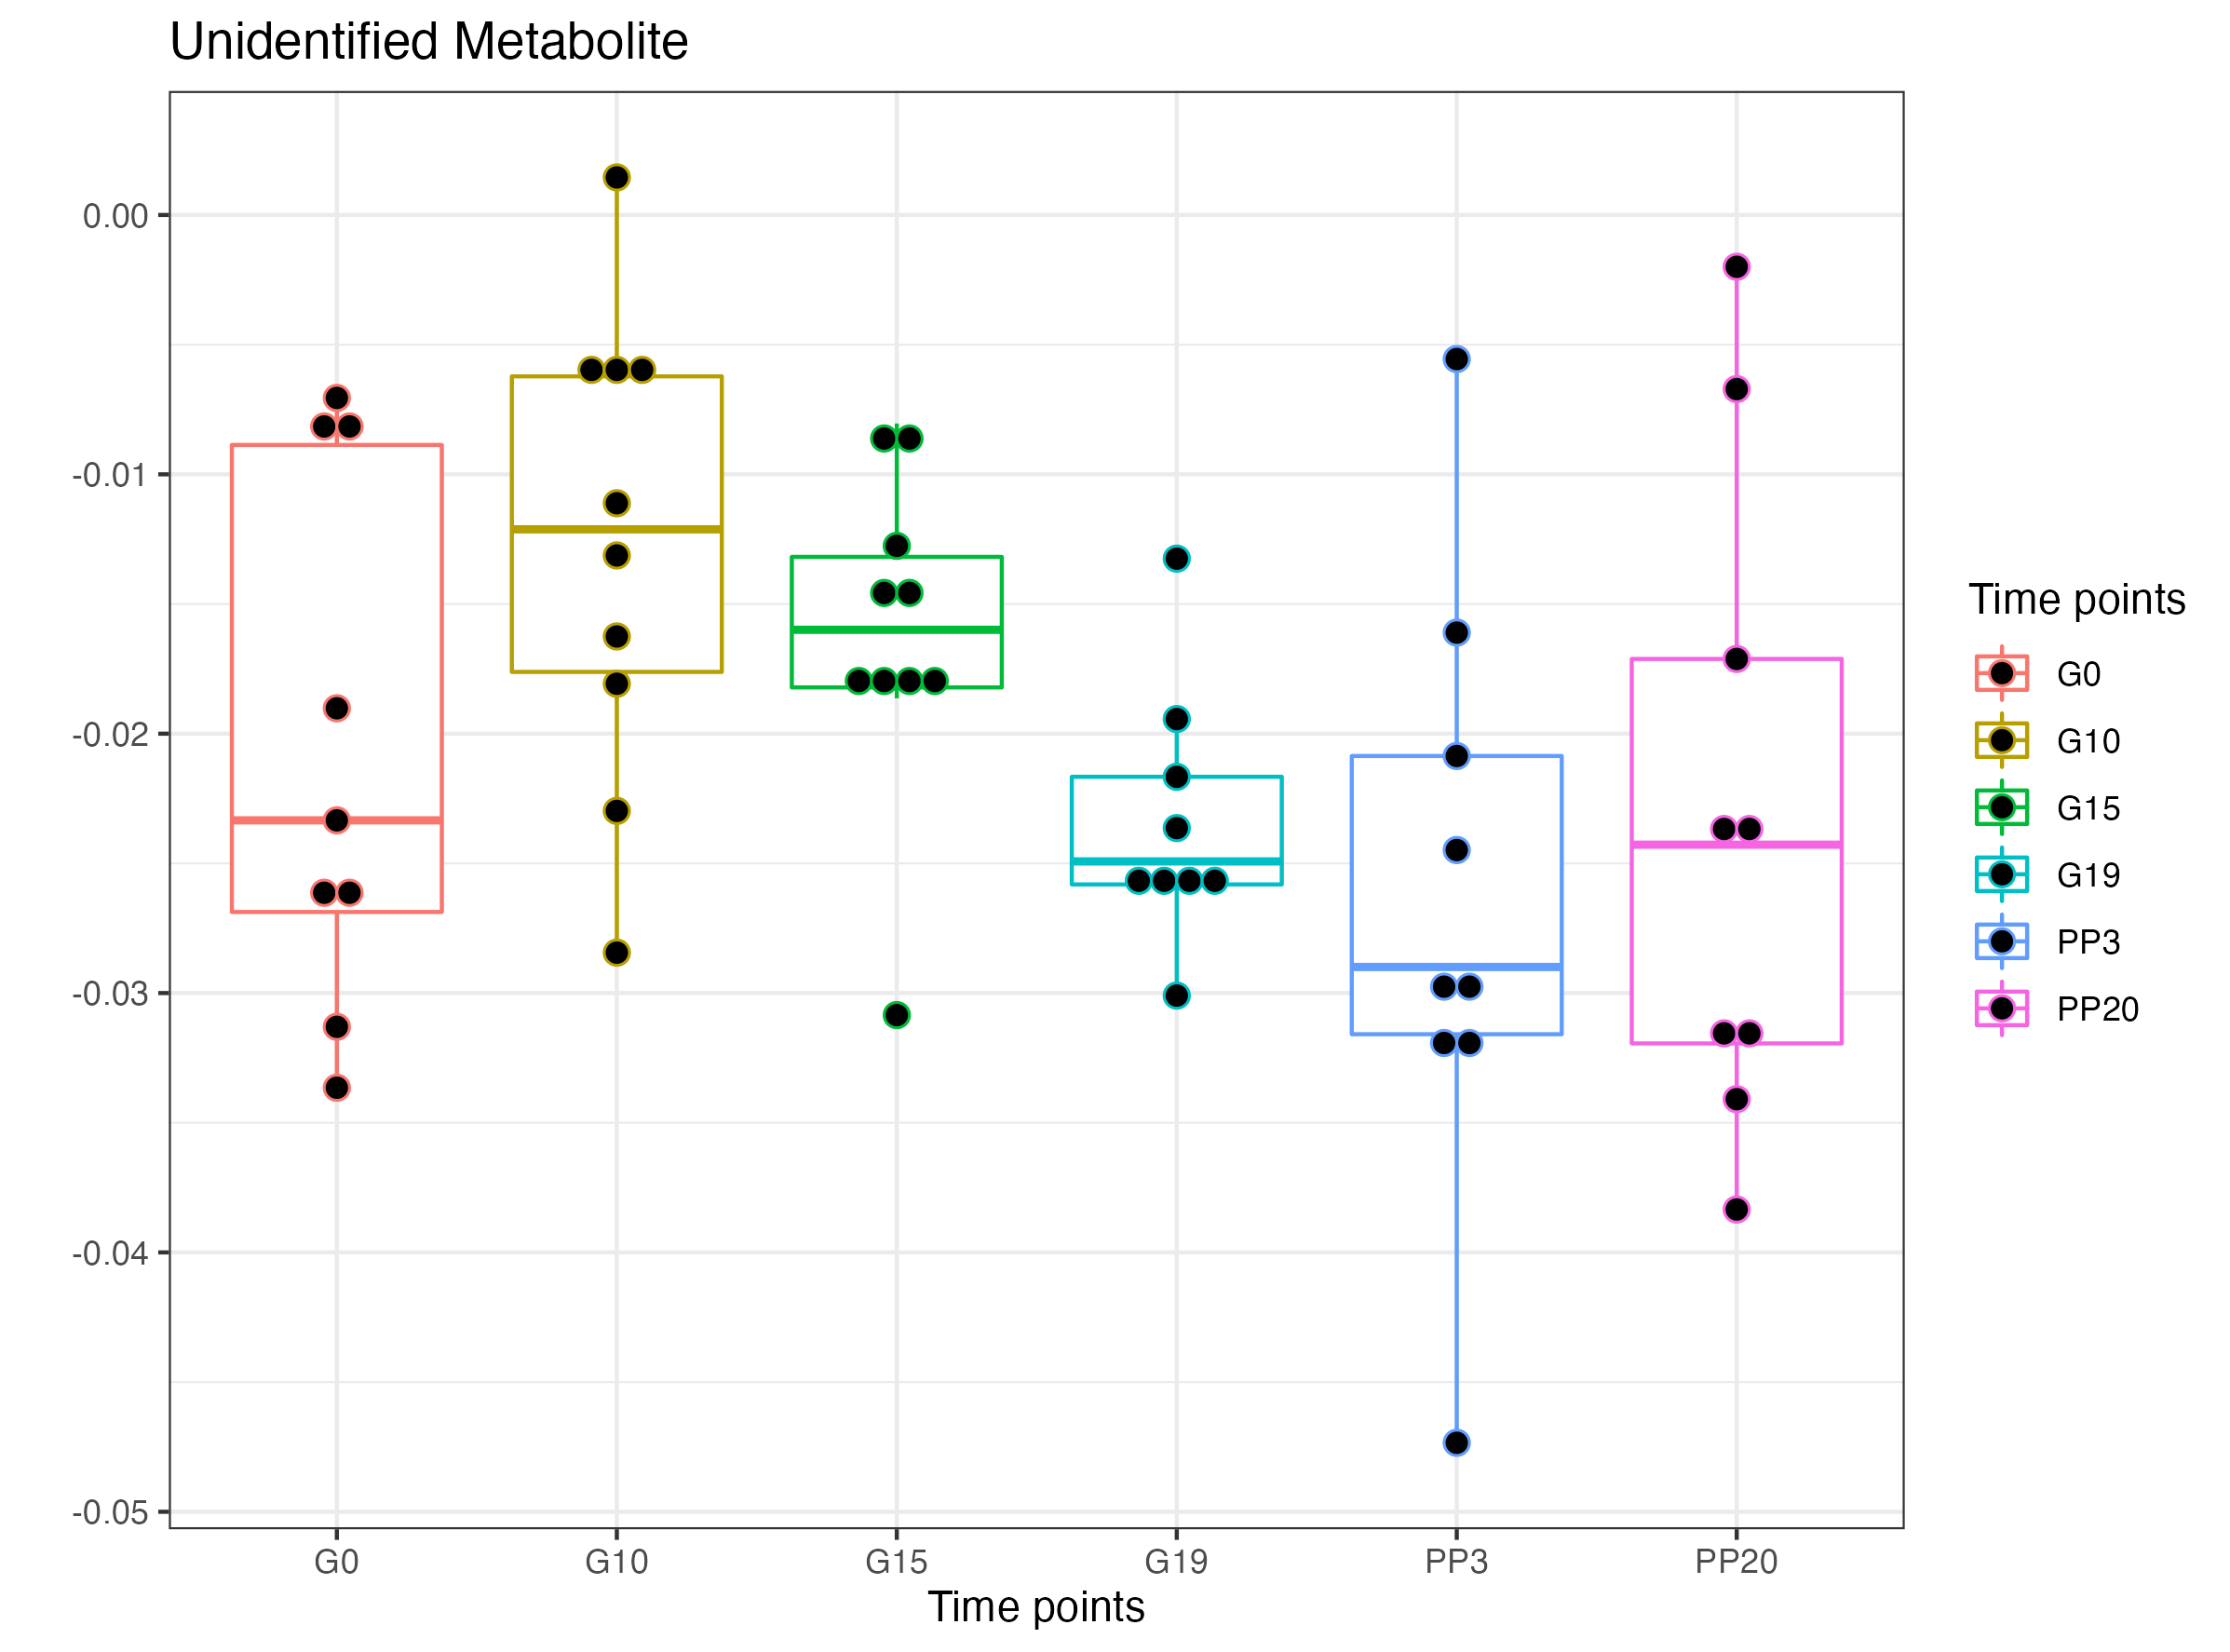 Unidentified Metabolite
0.00
-0.01
-0.02
-0.03
-0.04
-0.05
G0 G10 G15 G19 PP3 PP20
Time points
Time points
G0
G10
G15
G19
PP3
PP20